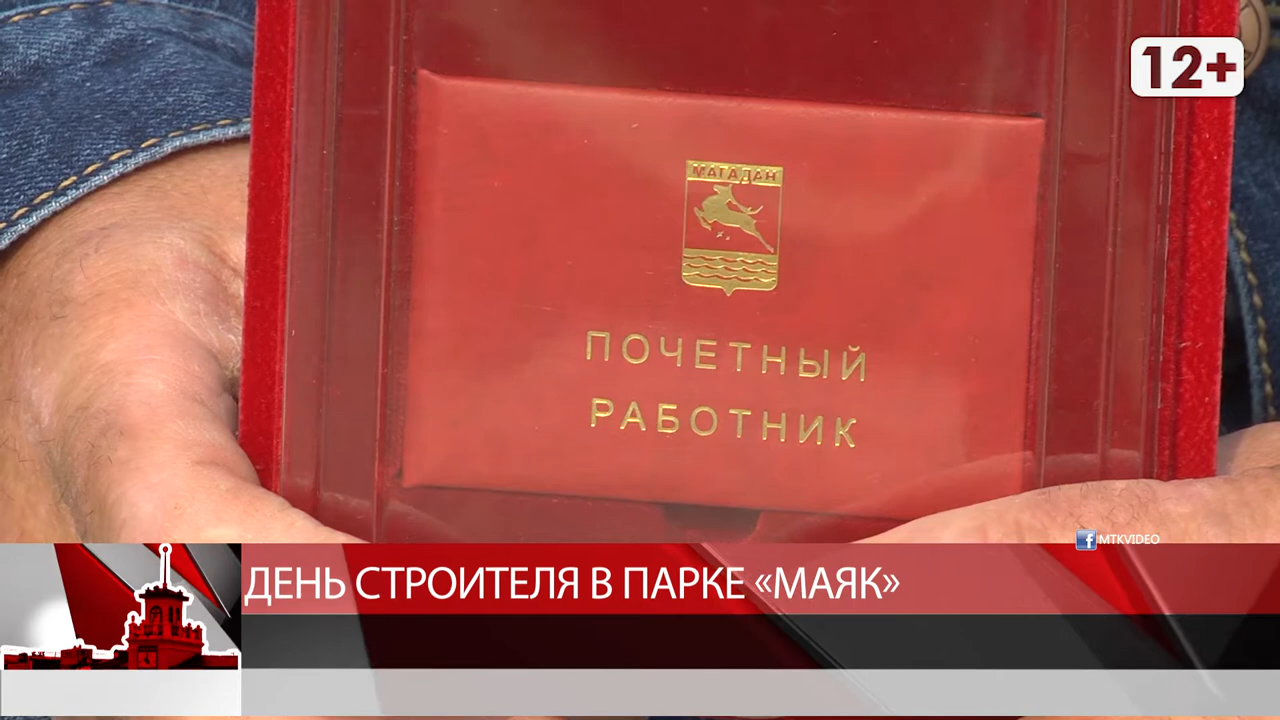 12+
МАГАДАН
ПОЧЕТНЫЙ
РАБОТНИК
MTKVIDEO
ДЕНЬ СТРОИТЕЛЯ В ПАРКЕ «МАЯК»